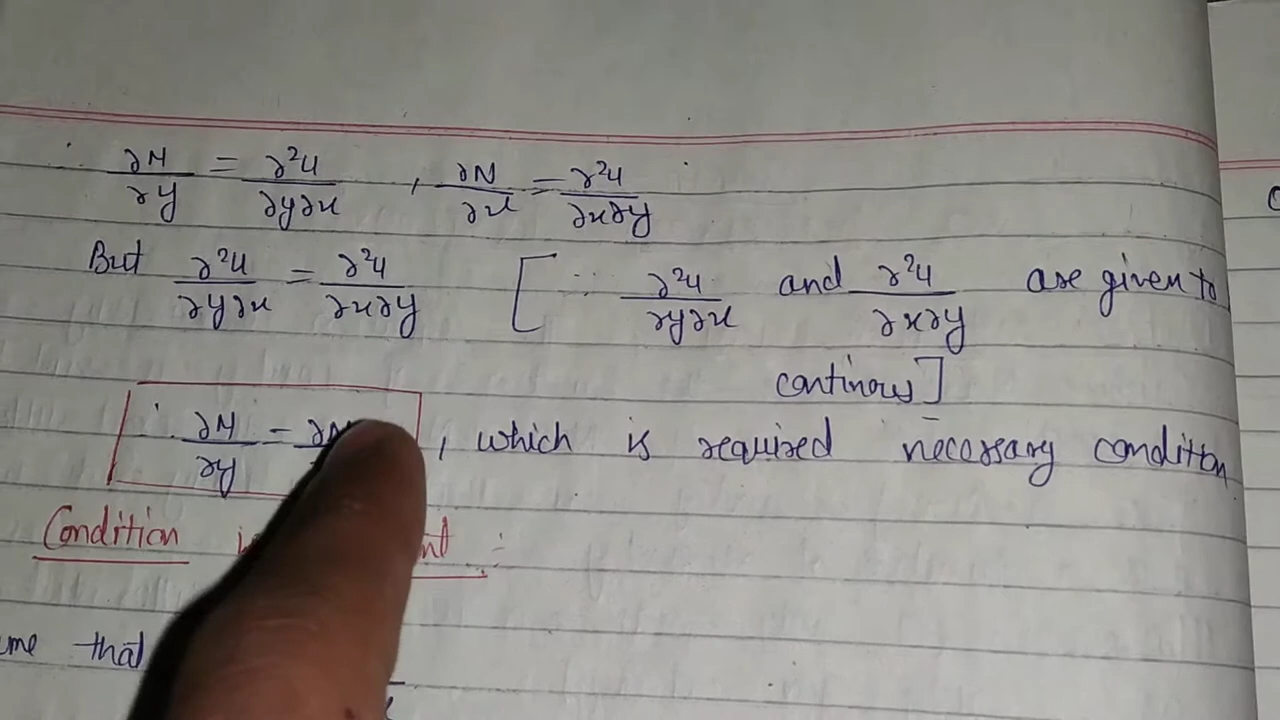 ∴ ∂M/∂y = ∂²u/∂y∂x , ∂N/∂x = ∂²u/∂x∂y
But ∂²u/∂y∂x = ∂²u/∂x∂y [∵ ∂²u/∂y∂x and ∂²u/∂x∂y are given to
continous]
∴ ∂M/∂y = ∂N , which is required necessary condition
Condition
that